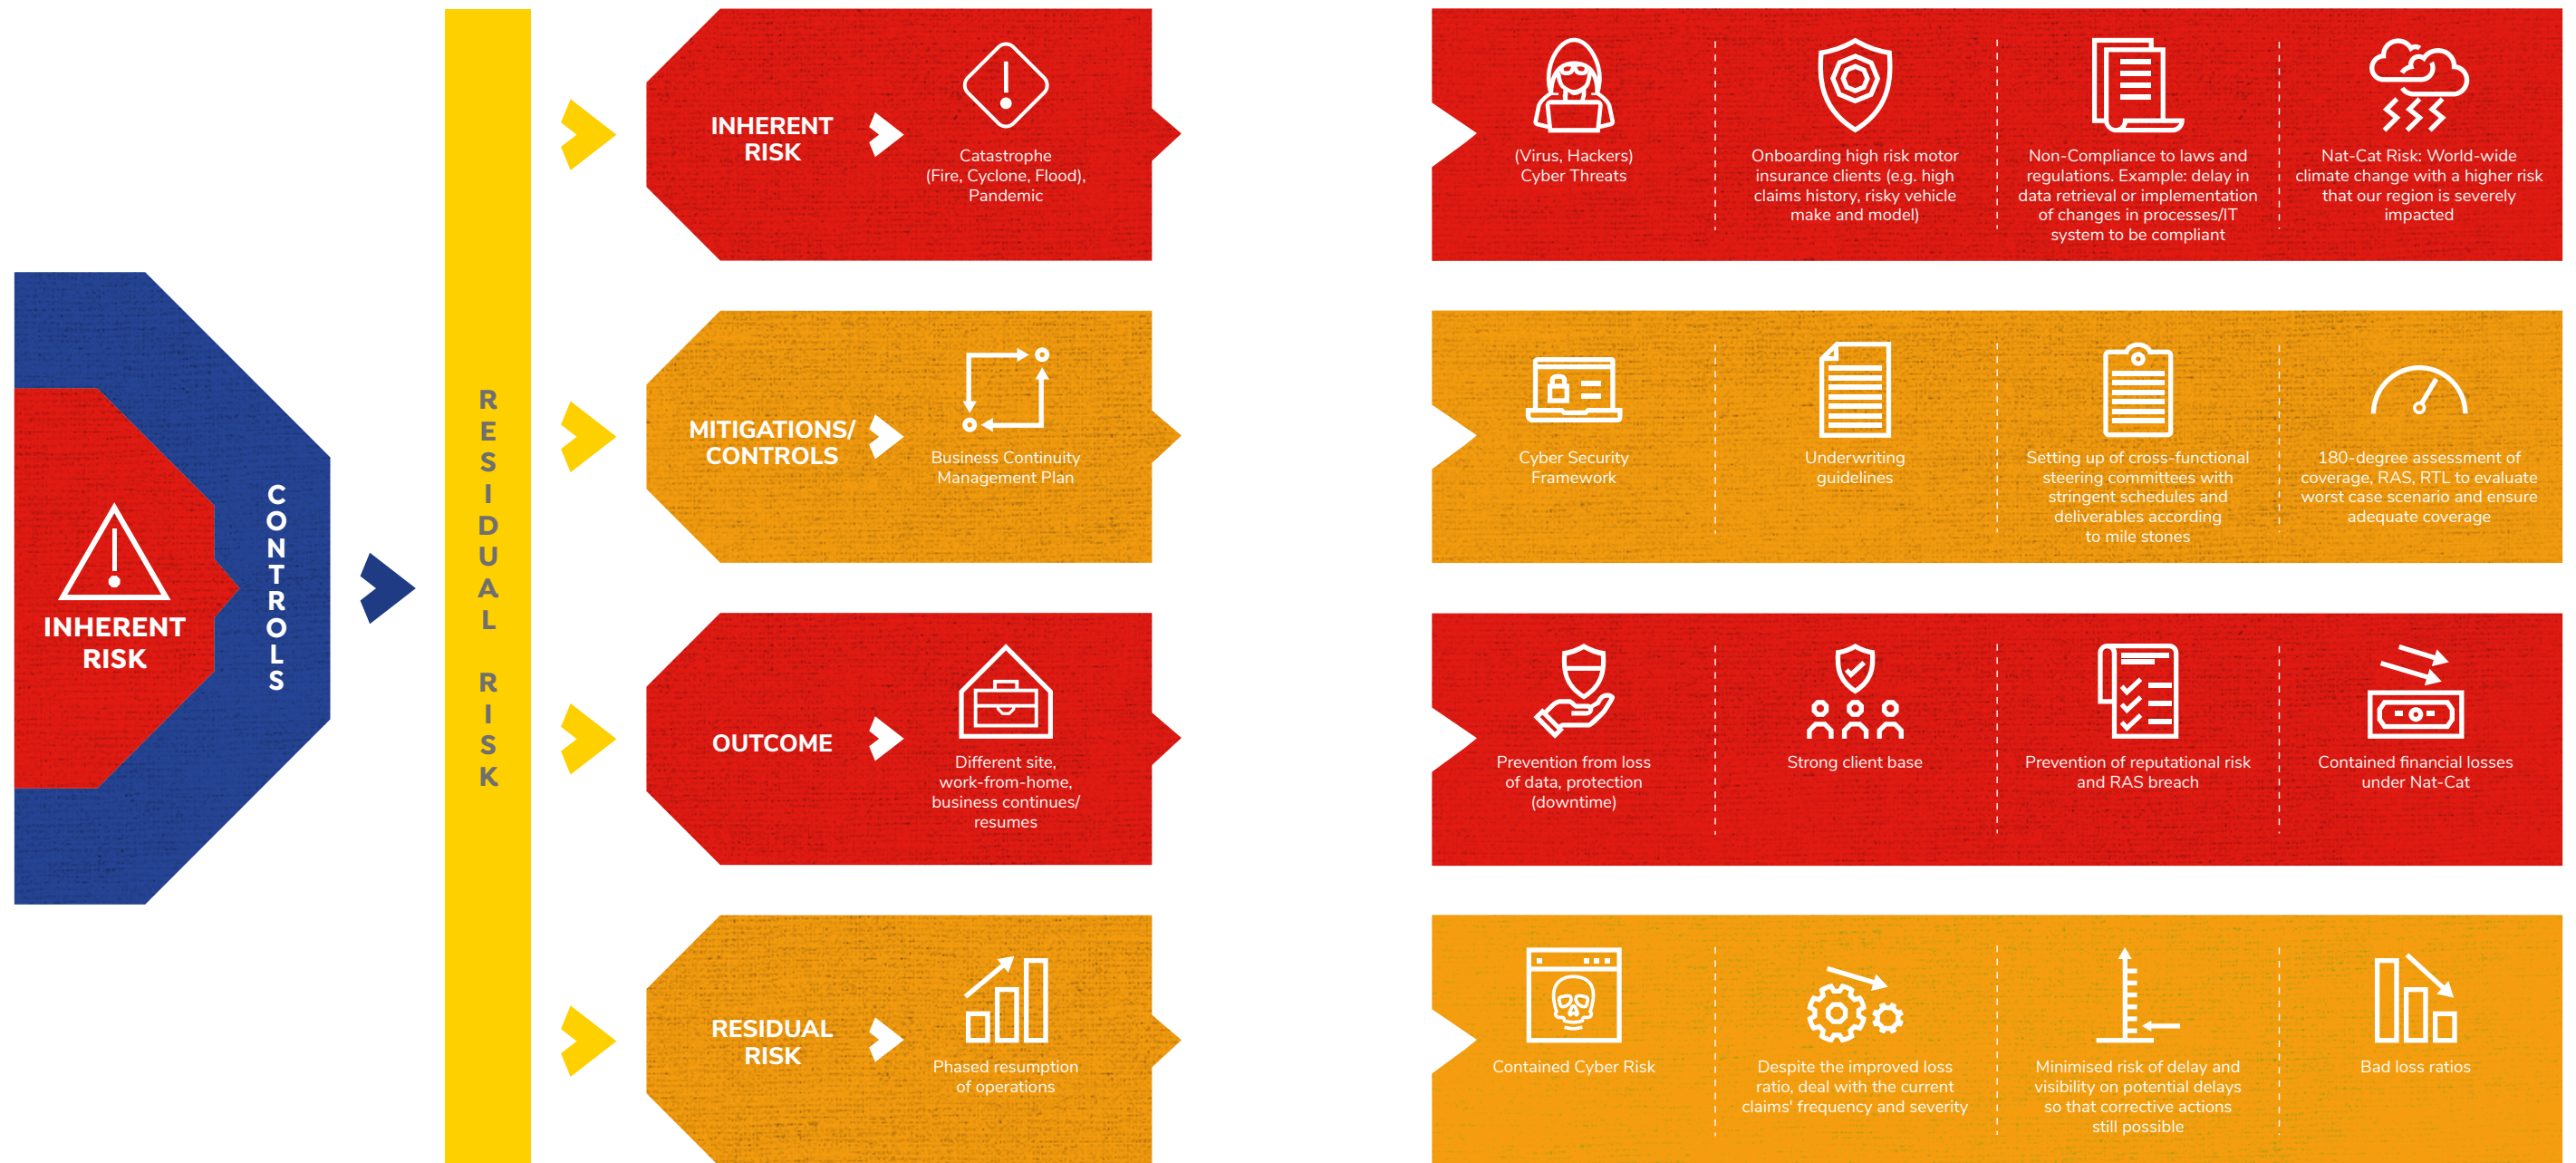 INHERENT
RISK
CONTROLS
RESIDUAL RISK
INHERENT
RISK
Catastrophe
(Fire, Cyclone, Flood),
Pandemic
(Virus, Hackers)
Cyber Threats
Onboarding high risk motor
insurance clients (e.g. high
claims history, risky vehicle
make and model)
Non-Compliance to laws and
regulations. Example: delay in
data retrieval or implementation
of changes in processes/IT
system to be compliant
Nat-Cat Risk: World-wide
climate change with a higher risk
that our region is severely
impacted
MITIGATIONS/
CONTROLS
Business Continuity
Management Plan
Cyber Security
Framework
Underwriting
guidelines
Setting up of cross-functional
steering committees with
stringent schedules and
deliverables according
to mile stones
180-degree assessment of
coverage, RAS, RTL to evaluate
worst case scenario and ensure
adequate coverage
OUTCOME
Different site,
work-from-home,
business continues/
resumes
Prevention from loss
of data, protection
(downtime)
Strong client base
Prevention of reputational risk
and RAS breach
Contained financial losses
under Nat-Cat
RESIDUAL
RISK
Phased resumption
of operations
Contained Cyber Risk
Despite the improved loss
ratio, deal with the current
claims' frequency and severity
Minimised risk of delay and
visibility on potential delays
so that corrective actions
still possible
Bad loss ratios